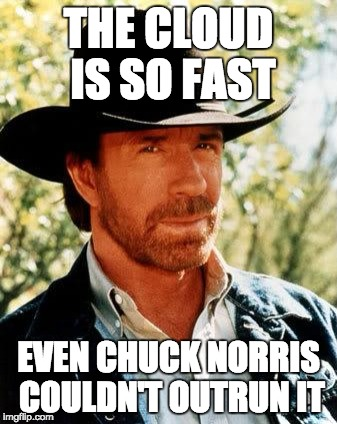 THE CLOUD
IS SO FAST
EVEN CHUCK NORRIS
COULDN'T OUTRUN IT
imgflip.com